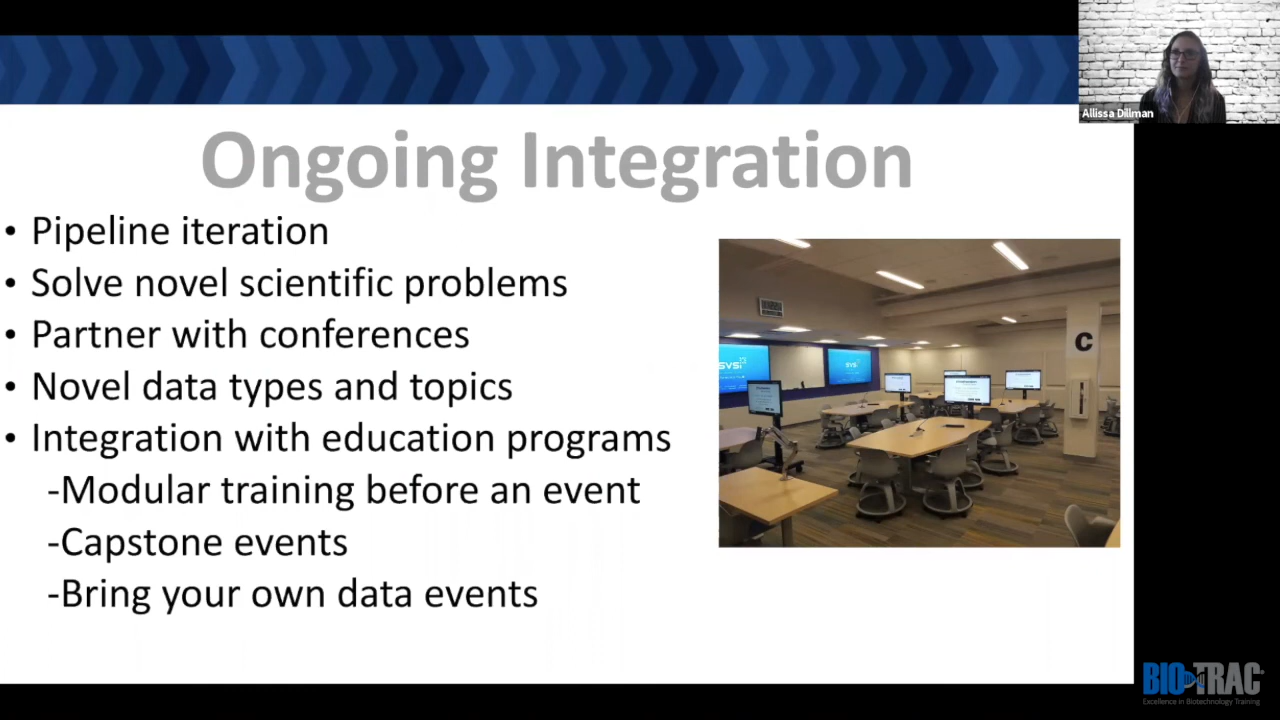 Allissa Dillman
Ongoing Integration
• Pipeline iteration
• Solve novel scientific problems
• Partner with conferences
• Novel data types and topics
• Integration with education programs
-Modular training before an event
-Capstone events
-Bring your own data events
C
BIO-TRAC
Excellence in Biotechnology Training